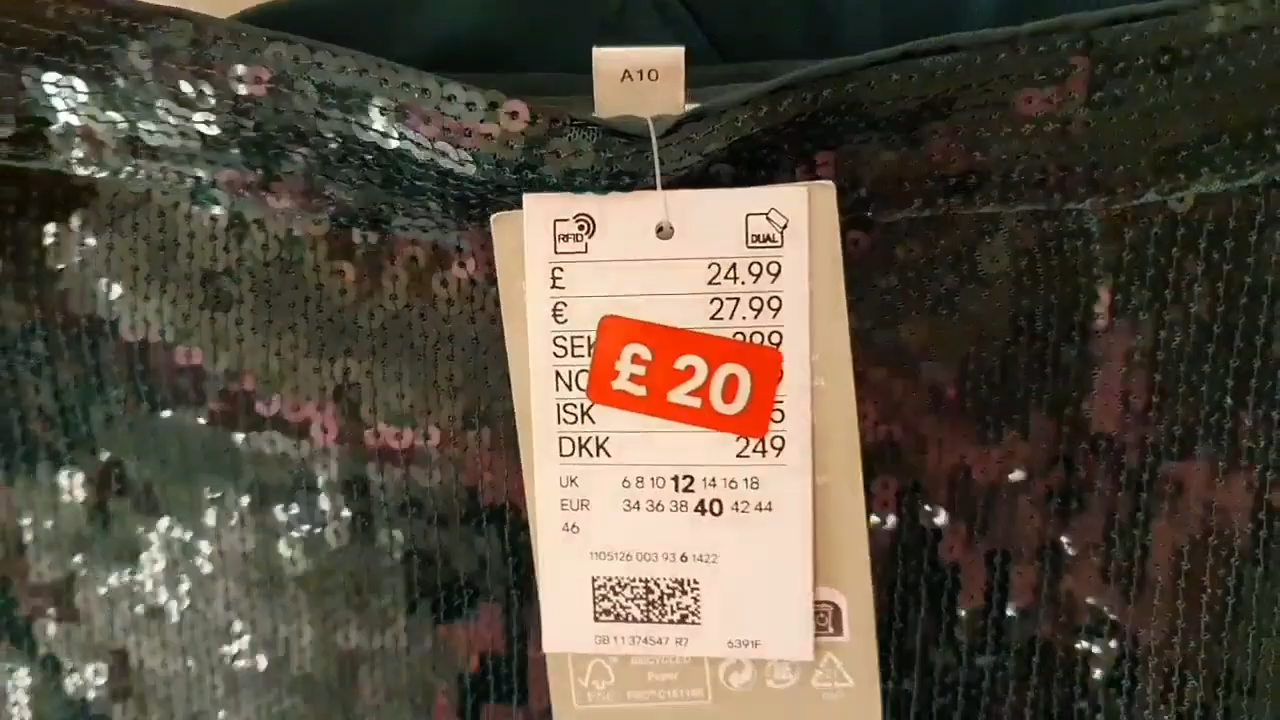 A10
RFID
DUAL
£ 24.99
€ 27.99
SEK
£ 20
ISK
DKK 249
UK 6 8 10 12 14 16 18
EUR 34 36 38 40 42 44
46
1105126 003 93 6 1422
GB 11 374547 R7 6391F
RECYCLED
Paper